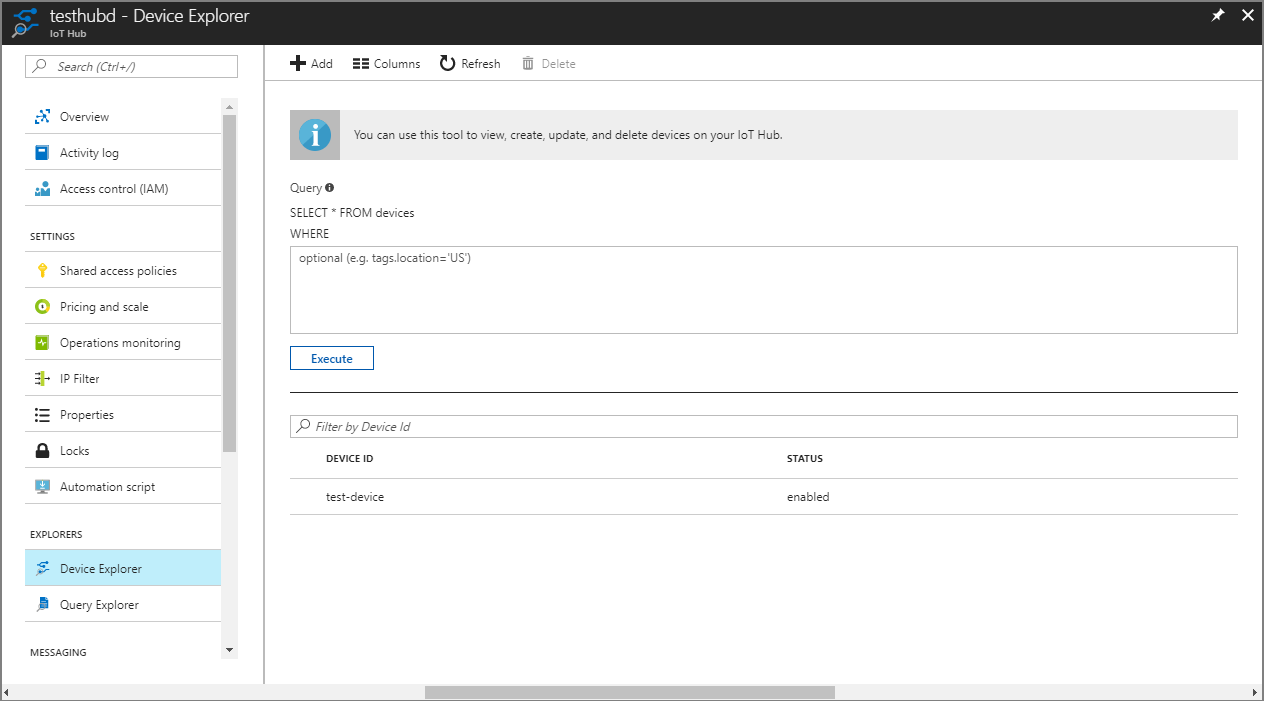 testhubd - Device Explorer
IoT Hub
Search (Ctrl+/)
Overview
Activity log
Access control (IAM)
SETTINGS
Shared access policies
Pricing and scale
Operations monitoring
IP Filter
Properties
Locks
Automation script
EXPLORERS
Device Explorer
Query Explorer
MESSAGING
Add Columns Refresh Delete
You can use this tool to view, create, update, and delete devices on your IoT Hub.
Query
SELECT * FROM devices
WHERE
optional (e.g. tags.location='US')
Execute
Filter by Device Id
DEVICE ID STATUS
test-device enabled